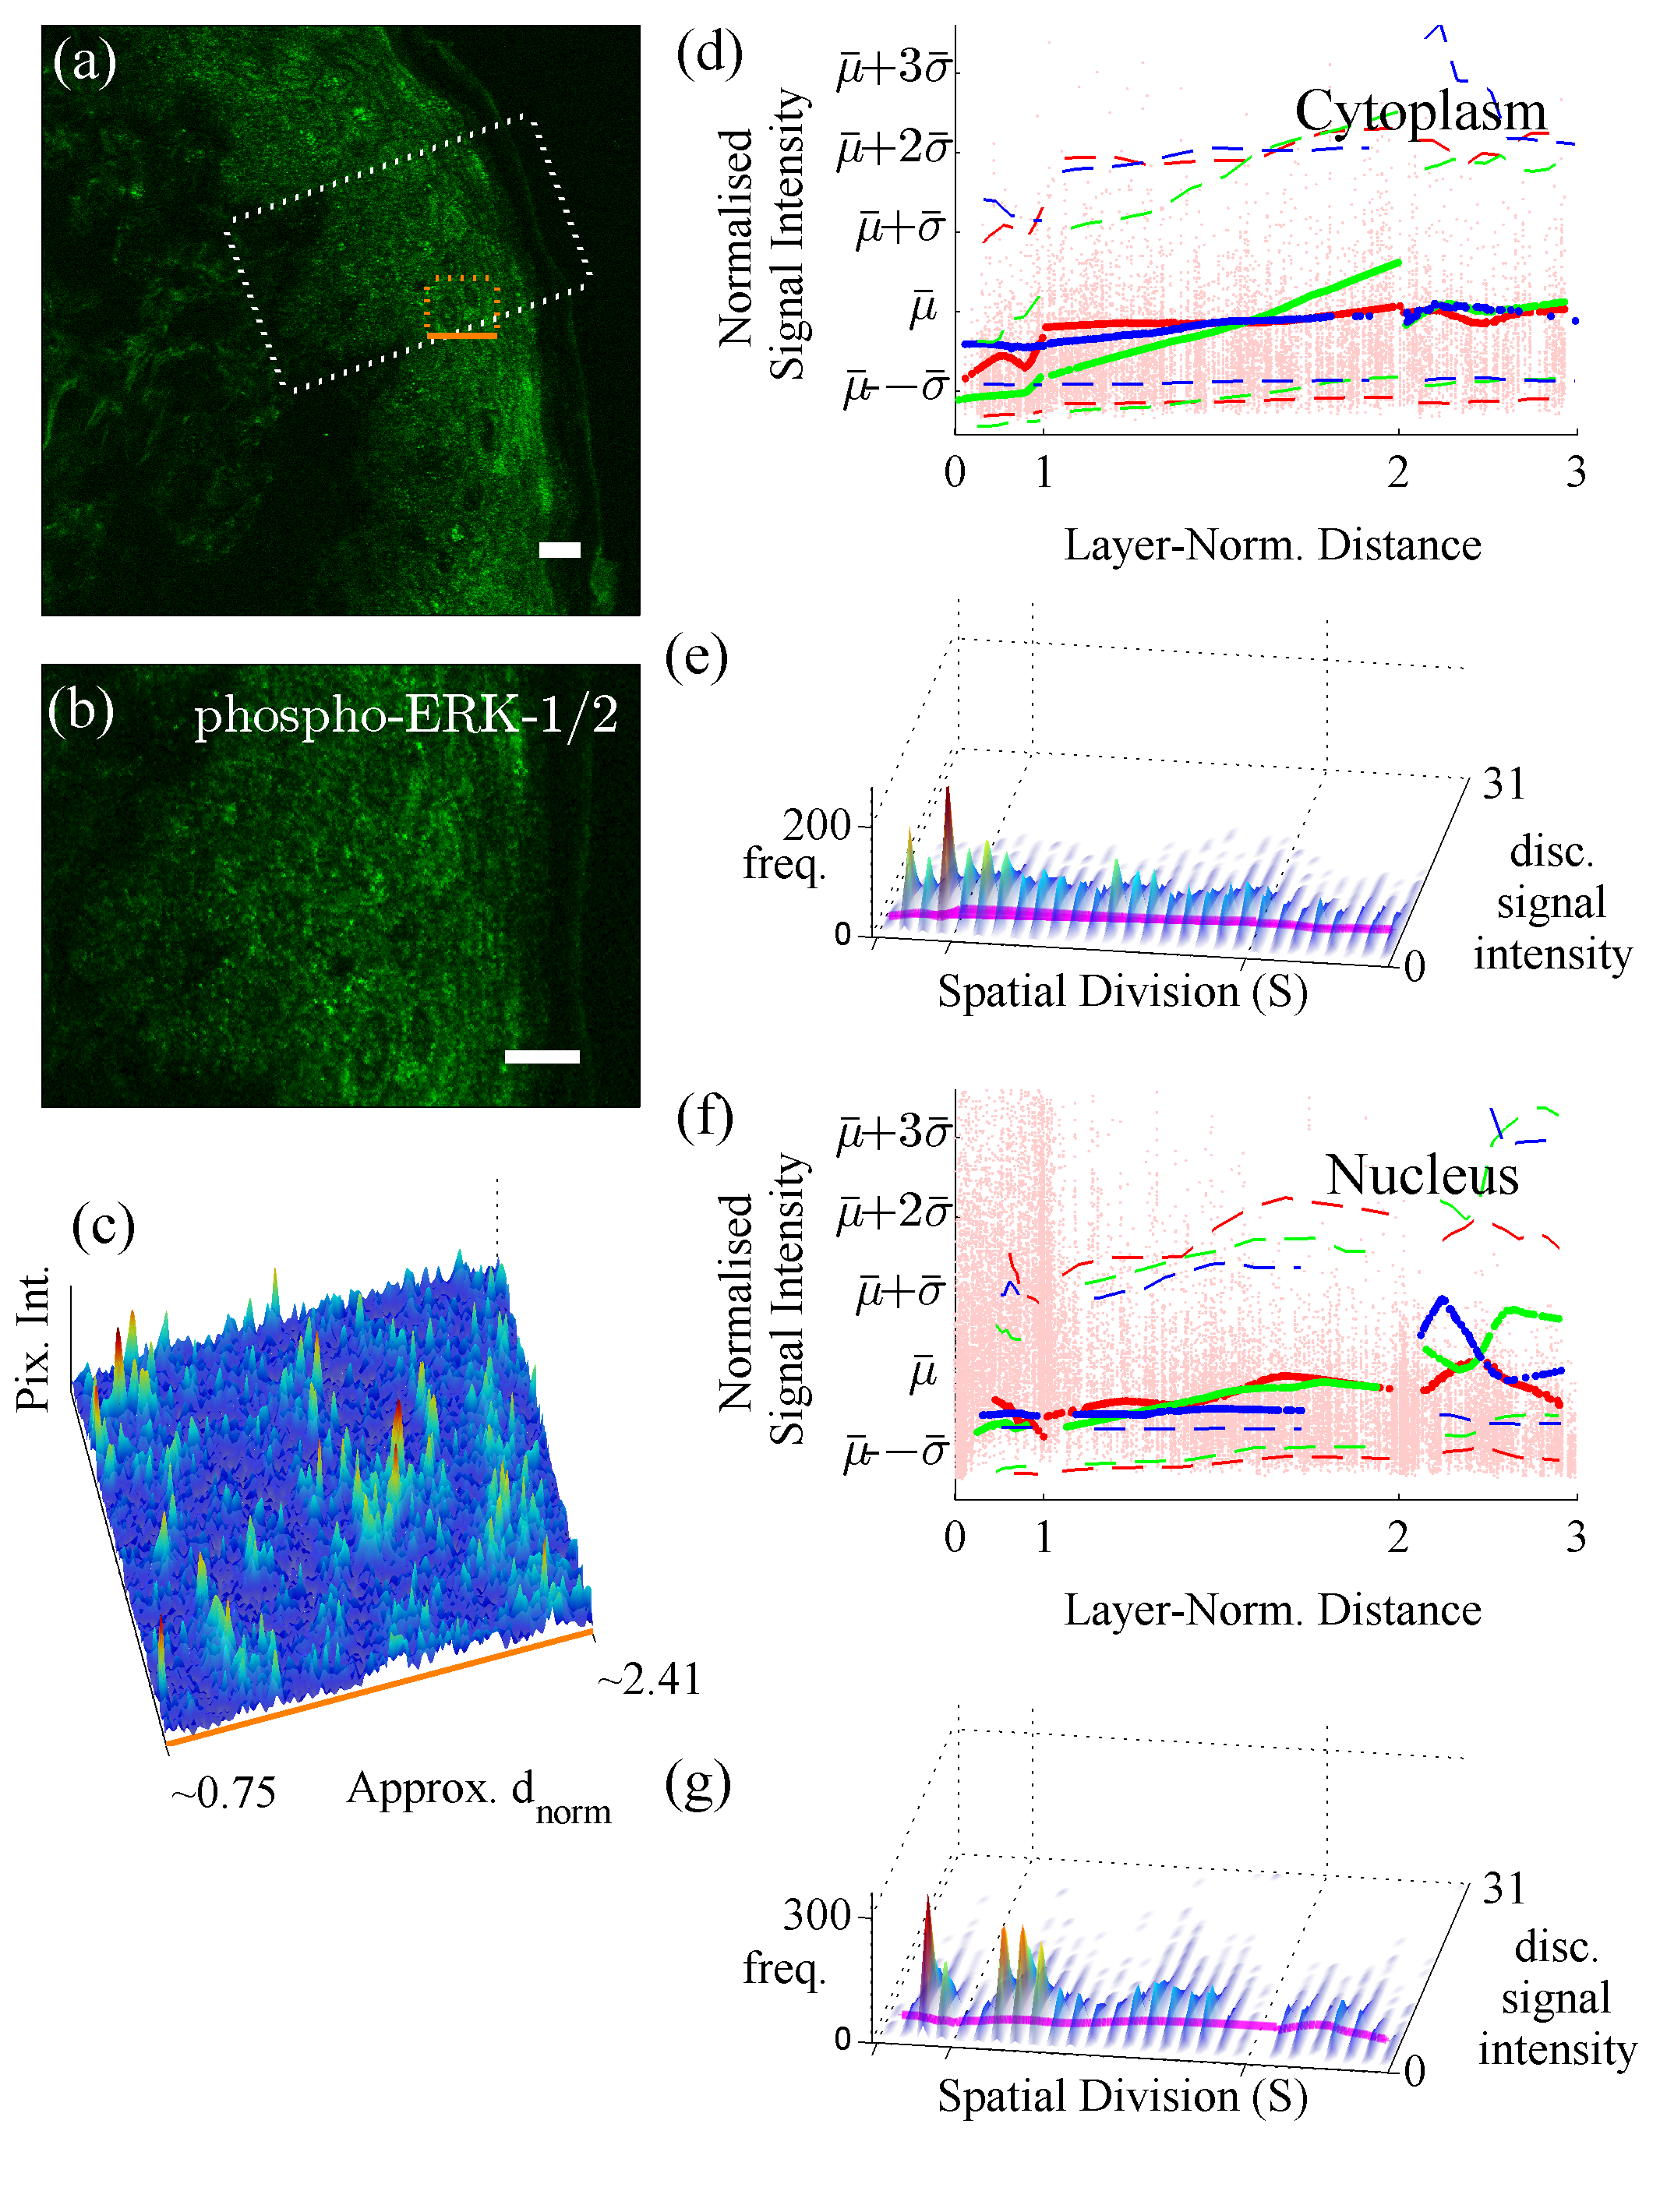 (a)
(b) phospho-ERK-1/2
(c)
Pix. Int.
~0.75
~2.41
Approx. d_norm
(d)
Normalised
Signal Intensity
μ̄+3σ̄
μ̄+2σ̄
μ̄+σ̄
μ̄
μ̄-−σ̄
Cytoplasm
0 1 2 3
Layer-Norm. Distance
(e)
200
freq.
0
31
disc.
signal
intensity
0
Spatial Division (S)
(f)
Normalised
Signal Intensity
μ̄+3σ̄
μ̄+2σ̄
μ̄+σ̄
μ̄
μ̄-−σ̄
Nucleus
0 1 2 3
Layer-Norm. Distance
(g)
300
freq.
0
31
disc.
signal
intensity
0
Spatial Division (S)